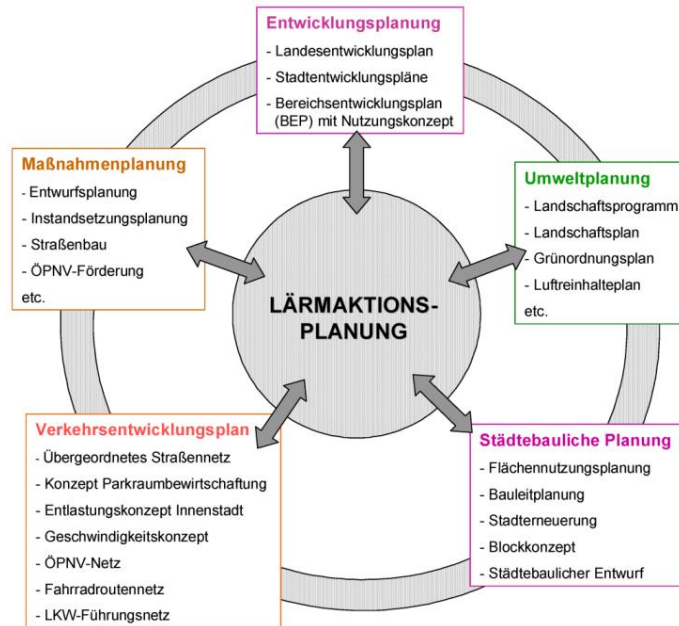 Entwicklungsplanung
- Landesentwicklungsplan
- Stadtentwicklungspläne
- Bereichsentwicklungsplan
(BEP) mit Nutzungskonzept
Maßnahmenplanung
- Entwurfsplanung
- Instandsetzungsplanung
- Straßenbau
- ÖPNV-Förderung
etc.
Umweltplanung
- Landschaftsprogramm
- Landschaftsplan
- Grünordnungsplan
- Luftreinhalteplan
etc.
LÄRMAKTIONS-
PLANUNG
Verkehrsentwicklungsplan
- Übergeordnetes Straßennetz
- Konzept Parkraumbewirtschaftung
- Entlastungskonzept Innenstadt
- Geschwindigkeitskonzept
- ÖPNV-Netz
- Fahrradroutennetz
- LKW-Führungsnetz
Städtebauliche Planung
- Flächennutzungsplanung
- Bauleitplanung
- Stadterneuerung
- Blockkonzept
- Städtebaulicher Entwurf